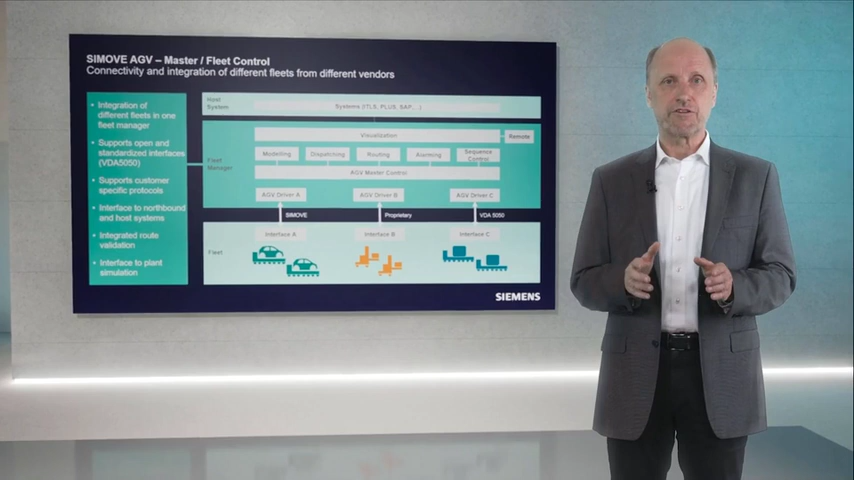 SIMOVE AGV – Master / Fleet Control
Connectivity and integration of different fleets from different vendors
• Integration of
different fleets in one
fleet manager
• Supports open and
standardized interfaces
(VDA5050)
• Supports customer
specific protocols
• Interface to northbound
and host systems
• Integrated route
validation
• Interface to plant
simulation
Host
System
Systems (ITLS, PLUS, SAP,...)
Fleet
Manager
Visualization
Remote
Modelling
Dispatching
Routing
Alarming
Sequence
Control
AGV Master Control
AGV Driver A
AGV Driver B
AGV Driver C
SIMOVE
Proprietary
VDA 5050
Fleet
Interface A
Interface B
Interface C
SIEMENS